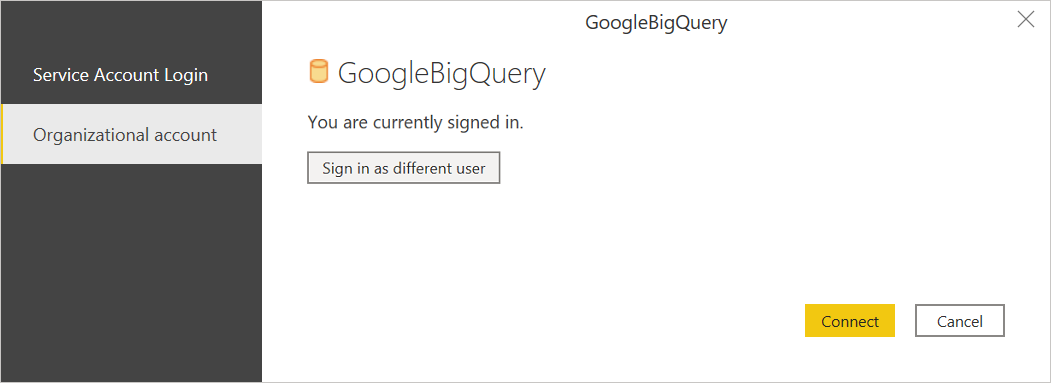 GoogleBigQuery
Service Account Login
Organizational account
GoogleBigQuery
You are currently signed in.
Sign in as different user
Connect
Cancel